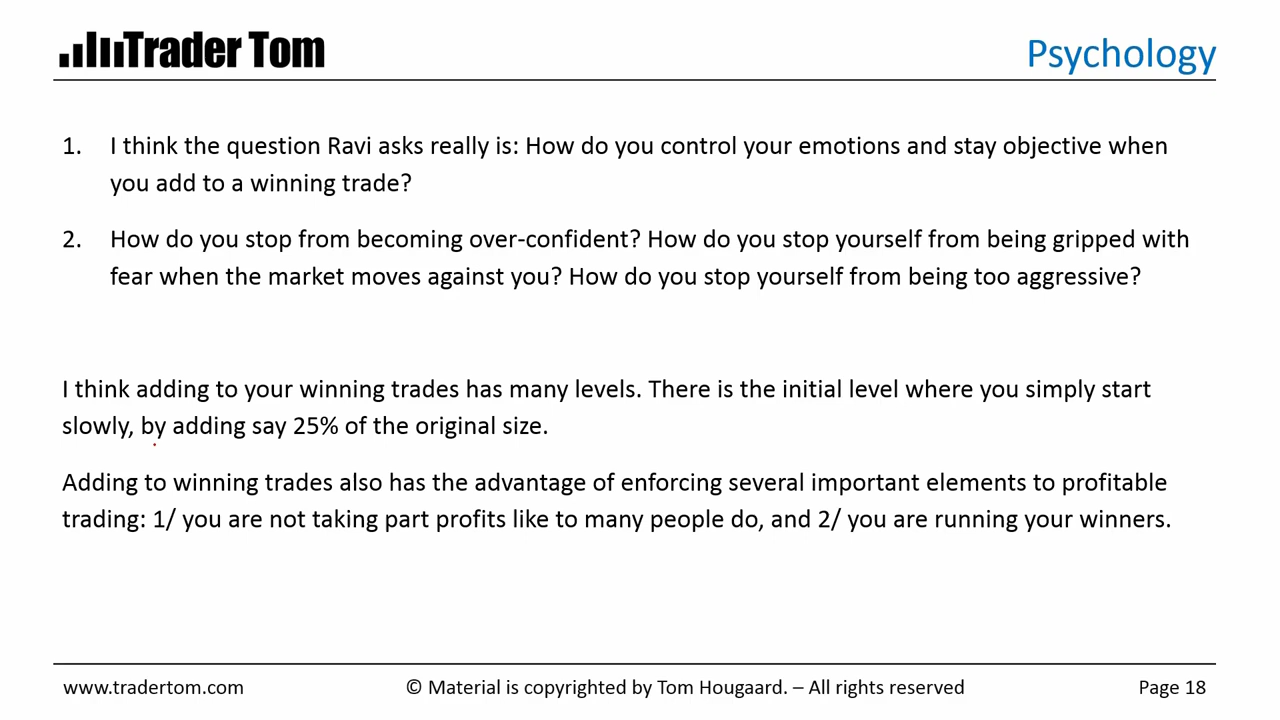 Trader Tom
Psychology
1. I think the question Ravi asks really is: How do you control your emotions and stay objective when
you add to a winning trade?
2. How do you stop from becoming over-confident? How do you stop yourself from being gripped with
fear when the market moves against you? How do you stop yourself from being too aggressive?
I think adding to your winning trades has many levels. There is the initial level where you simply start
slowly, by adding say 25% of the original size.
Adding to winning trades also has the advantage of enforcing several important elements to profitable
trading: 1/ you are not taking part profits like to many people do, and 2/ you are running your winners.
www.tradertom.com
© Material is copyrighted by Tom Hougaard. – All rights reserved
Page 18